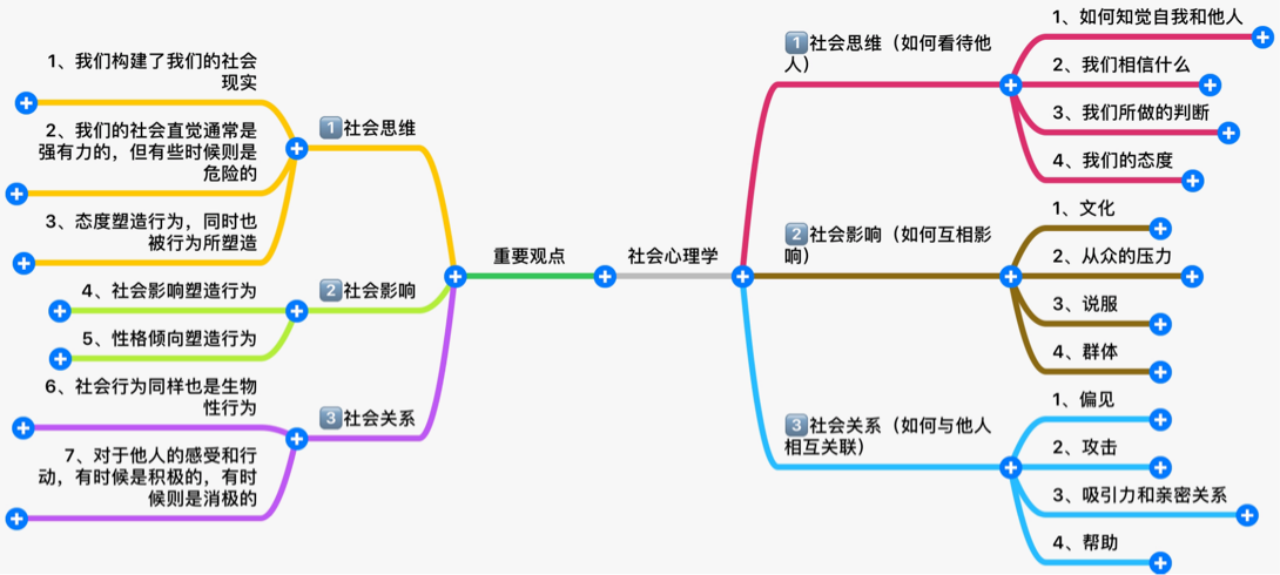 社会心理学
重要观点
1 社会思维
1、我们构建了我们的社会
现实
2、我们的社会直觉通常是
强有力的，但有些时候则是
危险的
3、态度塑造行为，同时也
被行为所塑造
2 社会影响
4、社会影响塑造行为
5、性格倾向塑造行为
3 社会关系
6、社会行为同样也是生物
性行为
7、对于他人的感受和行
动，有时候是积极的，有时
候则是消极的
1 社会思维（如何看待他
人）
1、如何知觉自我和他人
2、我们相信什么
3、我们所做的判断
4、我们的态度
2 社会影响（如何互相影
响）
1、文化
2、从众的压力
3、说服
4、群体
3 社会关系（如何与他人
相互关联）
1、偏见
2、攻击
3、吸引力和亲密关系
4、帮助